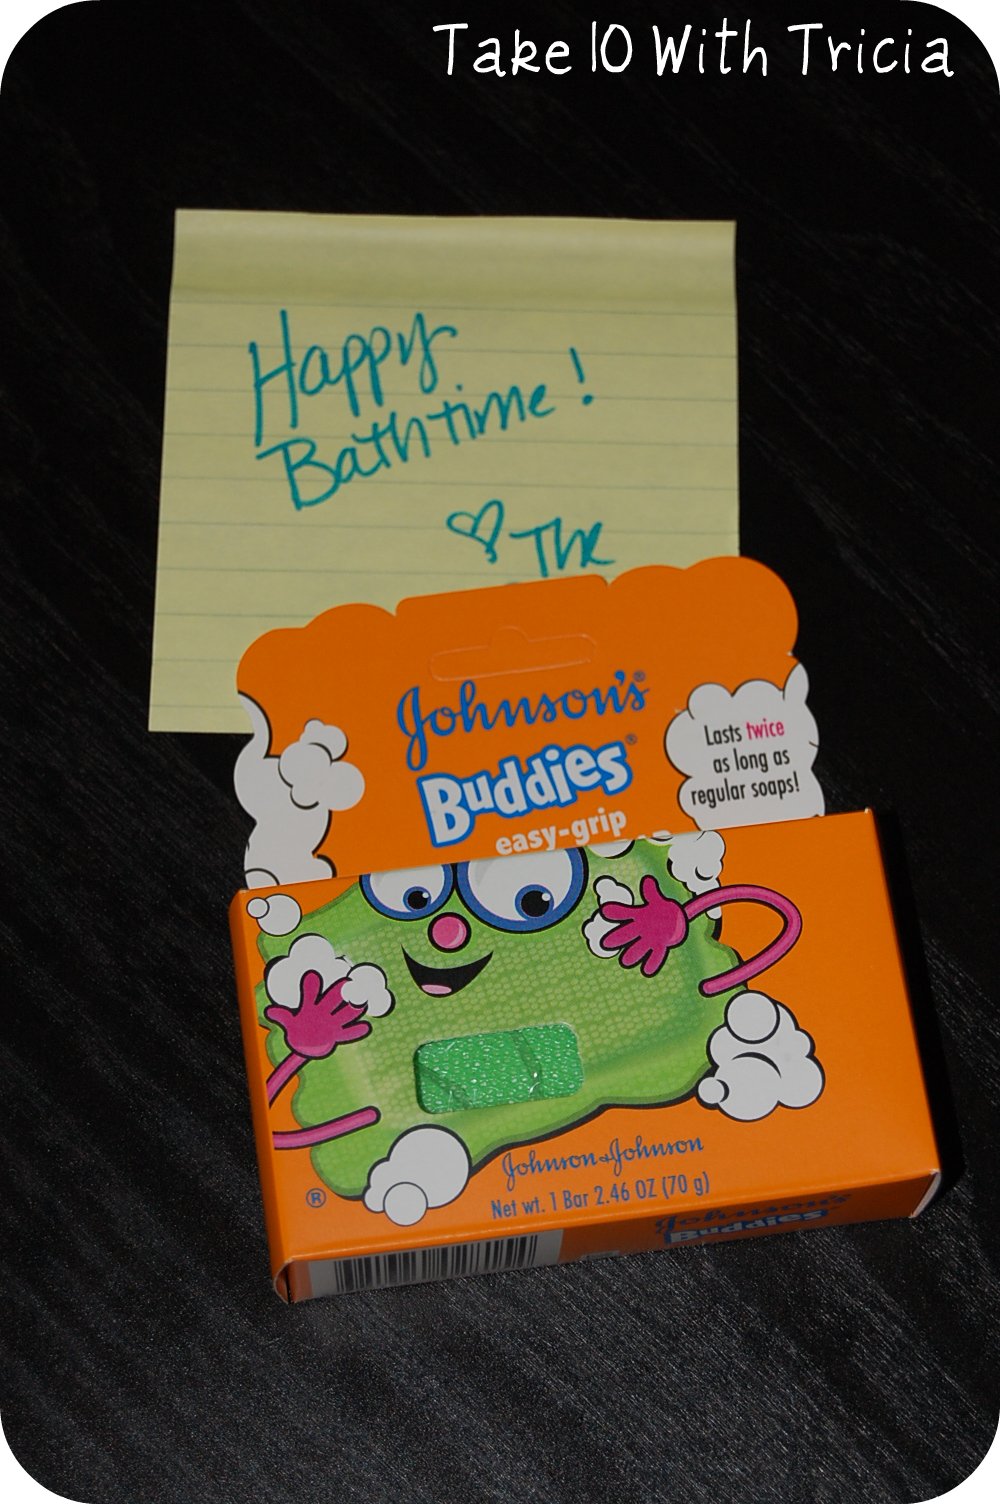 Take 10 With Tricia
Happy
Bathtime!
The
Johnson's®
Buddies®
easy-grip
Lasts twice
as long as
regular soaps!
Johnson & Johnson
Net wt. 1 Bar 2.46 OZ (70 g)
®
Johnson's
Buddies